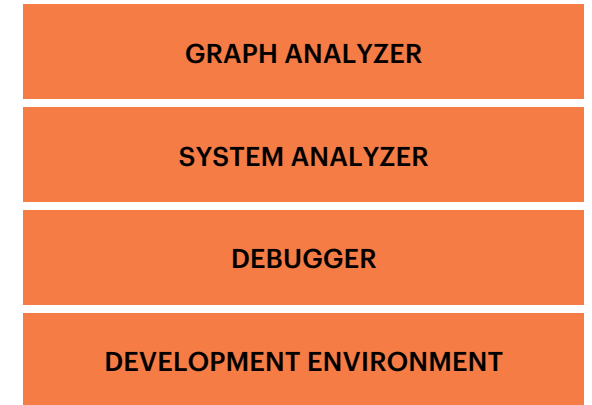 GRAPH ANALYZER
SYSTEM ANALYZER
DEBUGGER
DEVELOPMENT ENVIRONMENT